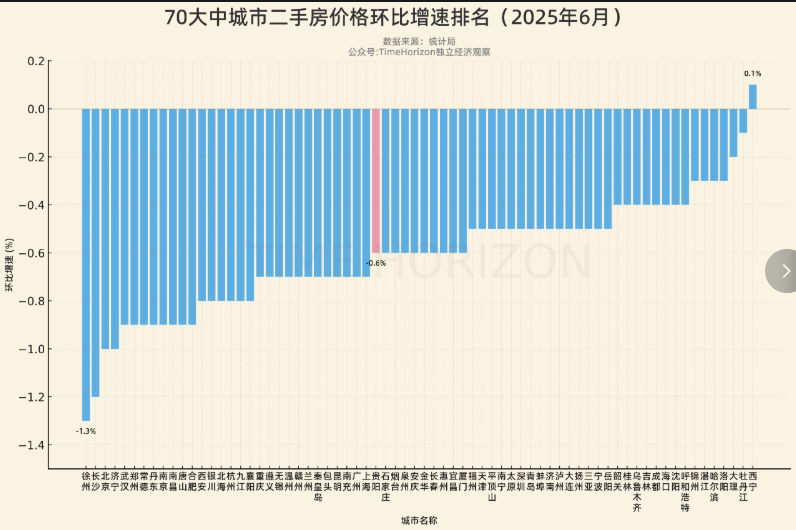 70大中城市二手房价格环比增速排名（2025年6月）
数据来源：统计局
公众号:TimeHorizon独立经济观察
0.2
0.1%
0.0
−0.2
−0.4
−0.6
-0.6%
−0.8
−1.0
−1.2
-1.3%
−1.4
环比增速 (%)
TIMEHORIZON
徐州 长沙 北京 济宁 武汉 郑州 常德 丹东 南京 南昌 唐山 合肥 西安 银川 北海 杭州 九江 襄阳 重庆 遵义 无锡 温州 赣州 兰州 秦皇岛 包头 昆明 南充 广州 上海 贵阳 石家庄 烟台 泉州 安庆 金华 长春 惠州 宜昌 厦门 福州 天津 平顶山 南宁 太原 深圳 青岛 蚌埠 济南 泸州 大连 扬州 三亚 宁波 岳阳 韶关 桂林 乌鲁木齐 吉林 成都 海口 沈阳 呼和浩特 锦州 湛江 哈尔滨 洛阳 大理 牡丹江 西宁
城市名称